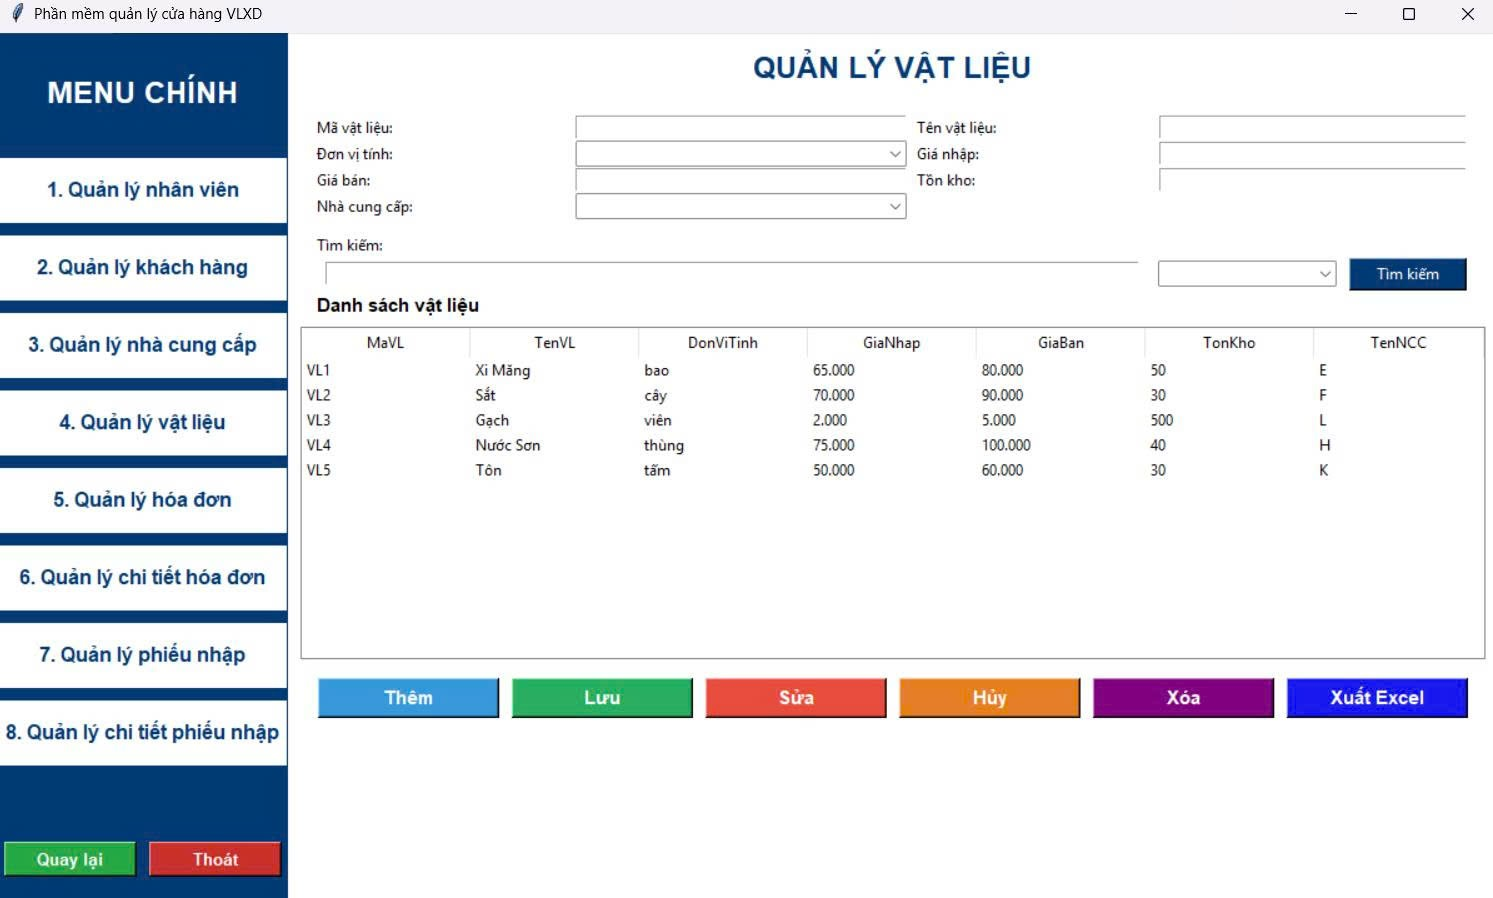 Phần mềm quản lý cửa hàng VLXD
MENU CHÍNH
1. Quản lý nhân viên
2. Quản lý khách hàng
3. Quản lý nhà cung cấp
4. Quản lý vật liệu
5. Quản lý hóa đơn
6. Quản lý chi tiết hóa đơn
7. Quản lý phiếu nhập
8. Quản lý chi tiết phiếu nhập
Quay lại Thoát
QUẢN LÝ VẬT LIỆU
Mã vật liệu: Tên vật liệu:
Đơn vị tính: Giá nhập:
Giá bán: Tồn kho:
Nhà cung cấp:
Tìm kiếm:
Tìm kiếm
Danh sách vật liệu
MaVL TenVL DonViTinh GiaNhap GiaBan TonKho TenNCC
VL1 Xi Măng bao 65.000 80.000 50 E
VL2 Sắt cây 70.000 90.000 30 F
VL3 Gạch viên 2.000 5.000 500 L
VL4 Nước Sơn thùng 75.000 100.000 40 H
VL5 Tôn tấm 50.000 60.000 30 K
Thêm Lưu Sửa Hủy Xóa Xuất Excel